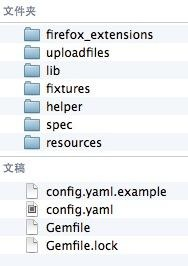 文件夹
firefox_extensions
uploadfiles
lib
fixtures
helper
spec
resources
文稿
config.yaml.example
config.yaml
Gemfile
Gemfile.lock